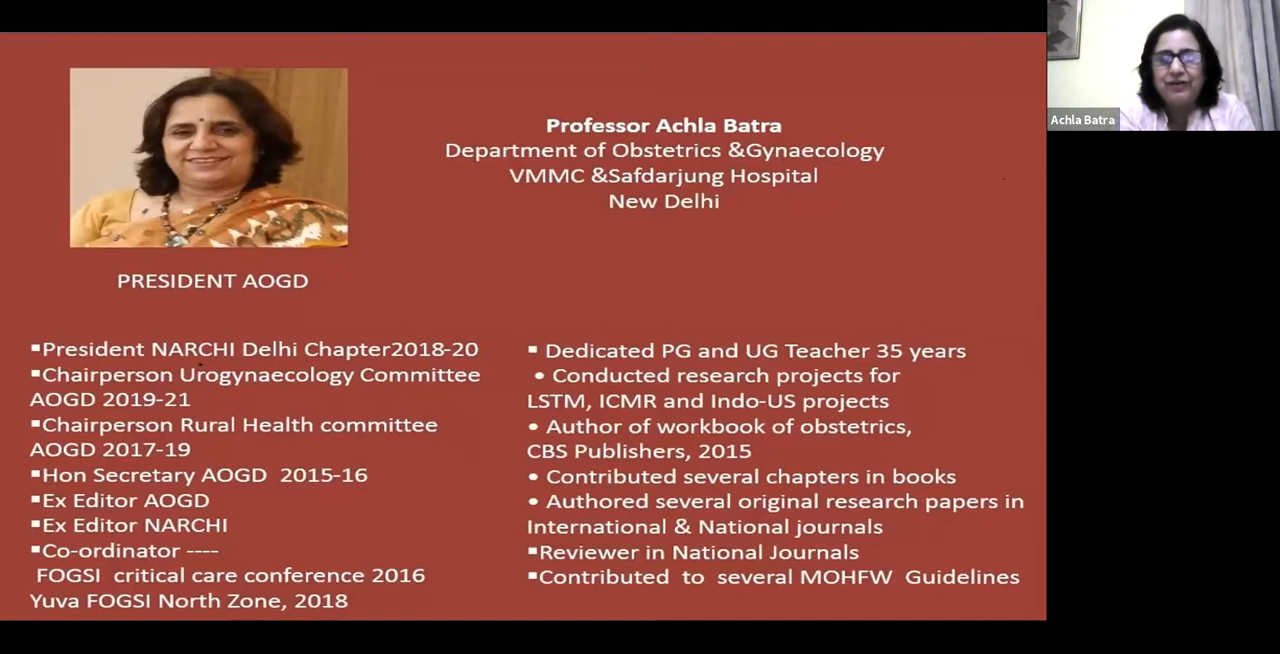 Professor Achla Batra
Department of Obstetrics &Gynaecology
VMMC &Safdarjung Hospital
New Delhi
PRESIDENT AOGD
▪President NARCHI Delhi Chapter2018-20
▪Chairperson Urogynaecology Committee
AOGD 2019-21
▪Chairperson Rural Health committee
AOGD 2017-19
▪Hon Secretary AOGD 2015-16
▪Ex Editor AOGD
▪Ex Editor NARCHI
▪Co-ordinator ----
FOGSI critical care conference 2016
Yuva FOGSI North Zone, 2018
▪ Dedicated PG and UG Teacher 35 years
• Conducted research projects for
LSTM, ICMR and Indo-US projects
• Author of workbook of obstetrics,
CBS Publishers, 2015
• Contributed several chapters in books
• Authored several original research papers in
International & National journals
▪Reviewer in National Journals
▪Contributed to several MOHFW Guidelines
Achla Batra